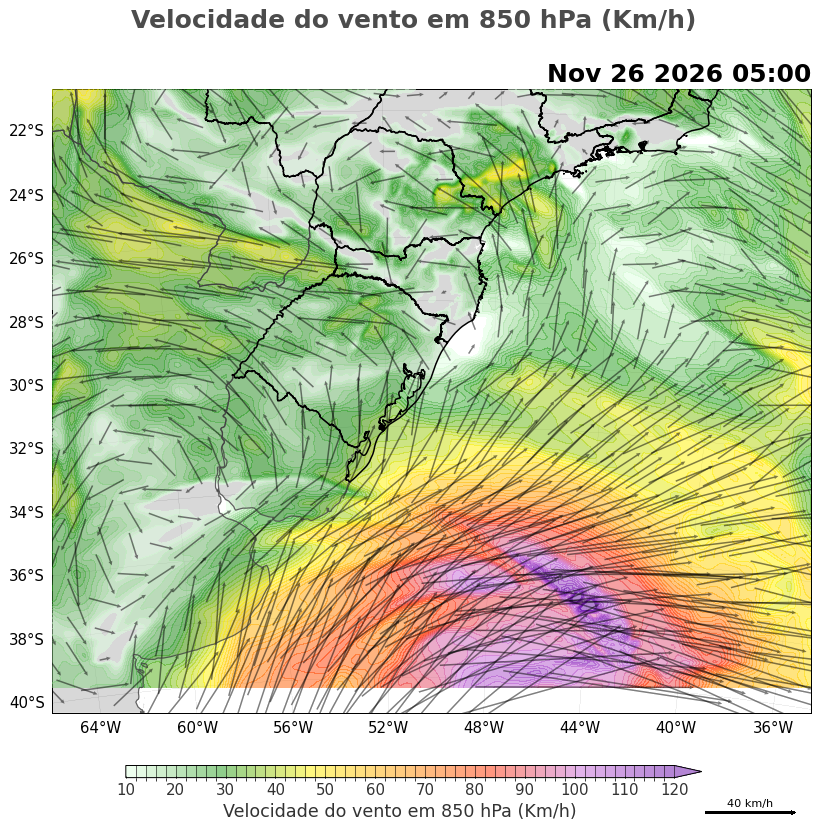 Velocidade do vento em 850 hPa (Km/h)
Nov 26 2026 05:00
22°S
24°S
26°S
28°S
30°S
32°S
34°S
36°S
38°S
40°S
64°W 60°W 56°W 52°W 48°W 44°W 40°W 36°W
10 20 30 40 50 60 70 80 90 100 110 120
Velocidade do vento em 850 hPa (Km/h)
40 km/h